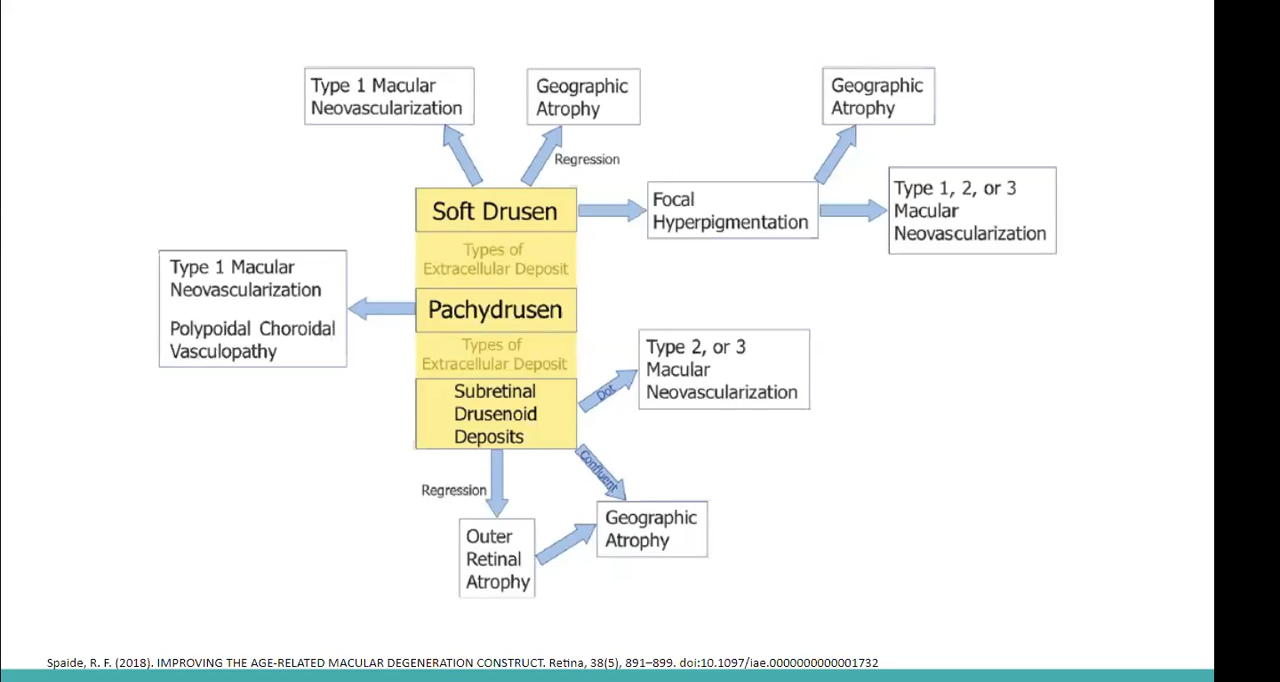 Type 1 Macular
Neovascularization
Geographic
Atrophy
Regression
Geographic
Atrophy
Soft Drusen
Focal
Hyperpigmentation
Type 1, 2, or 3
Macular
Neovascularization
Types of
Extracellular Deposit
Type 1 Macular
Neovascularization
Polypoidal Choroidal
Vasculopathy
Pachydrusen
Types of
Extracellular Deposit
Subretinal
Drusenoid
Deposits
Dot
Type 2, or 3
Macular
Neovascularization
Confluent
Regression
Outer
Retinal
Atrophy
Geographic
Atrophy
Spaide, R. F. (2018). IMPROVING THE AGE-RELATED MACULAR DEGENERATION CONSTRUCT. Retina, 38(5), 891–899. doi:10.1097/iae.0000000000001732